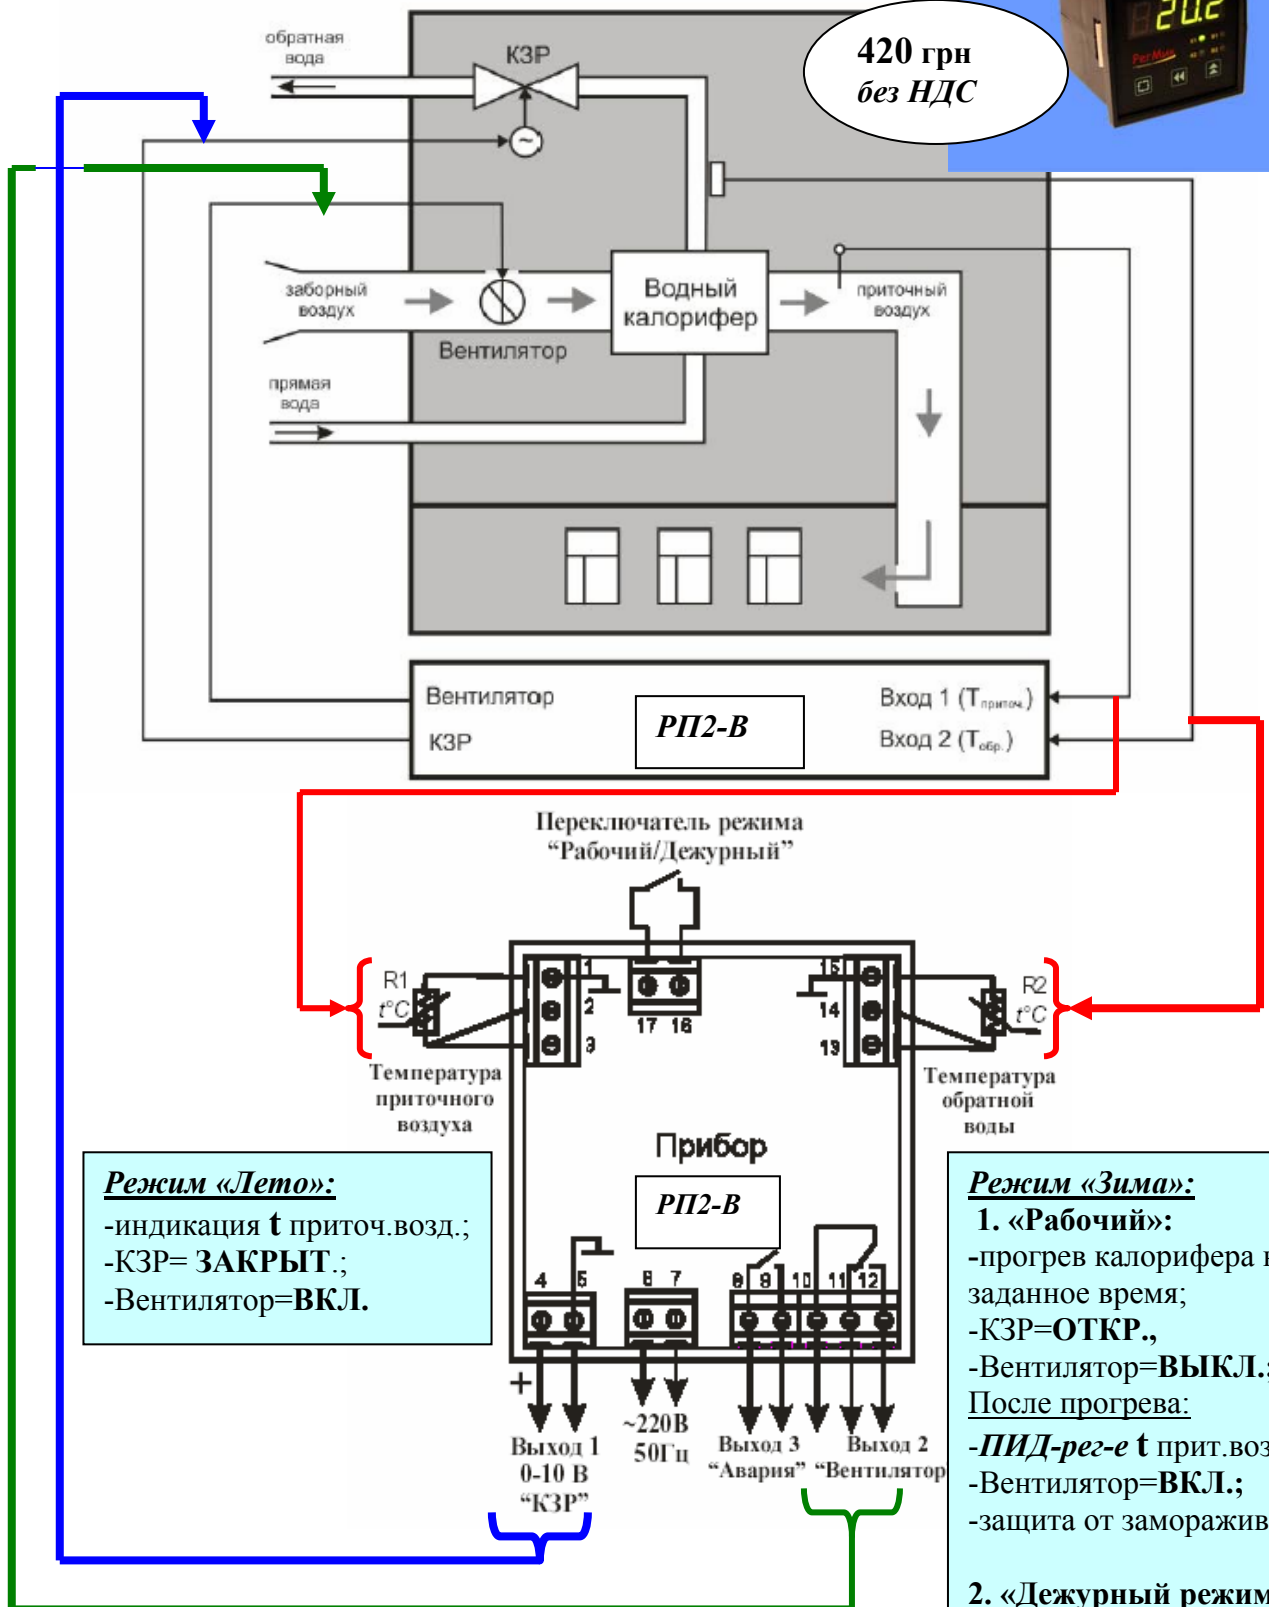 обратная
вода
КЗР
420 грн
без НДС
20.2
~
заборный
воздух
Вентилятор
Водный
калорифер
приточный
воздух
прямая
вода
Вентилятор
КЗР
РП2-В
Вход 1 (Тприточ.)
Вход 2 (Тобр.)
Переключатель режима
“Рабочий/Дежурный”
R1
t°C
1
2
3
17 16
15
14
13
R2
t°C
Температура
приточного
воздуха
Температура
обратной
воды
Прибор
РП2-В
Режим «Лето»:
-индикация t приточ.возд.;
-КЗР= ЗАКРЫТ.;
-Вентилятор=ВКЛ.
4 5 6 7 8 9 10 11 12
+
Выход 1
0-10 В
“КЗР”
~220В
50Гц
Выход 3
“Авария”
Выход 2
“Вентилятор
Режим «Зима»:
1. «Рабочий»:
-прогрев калорифера
заданное время;
-КЗР=ОТКР.,
-Вентилятор=ВЫКЛ.;
После прогрева:
-ПИД-рег-е t прит.воз
-Вентилятор=ВКЛ.;
-защита от заморажив
2. «Дежурный режим